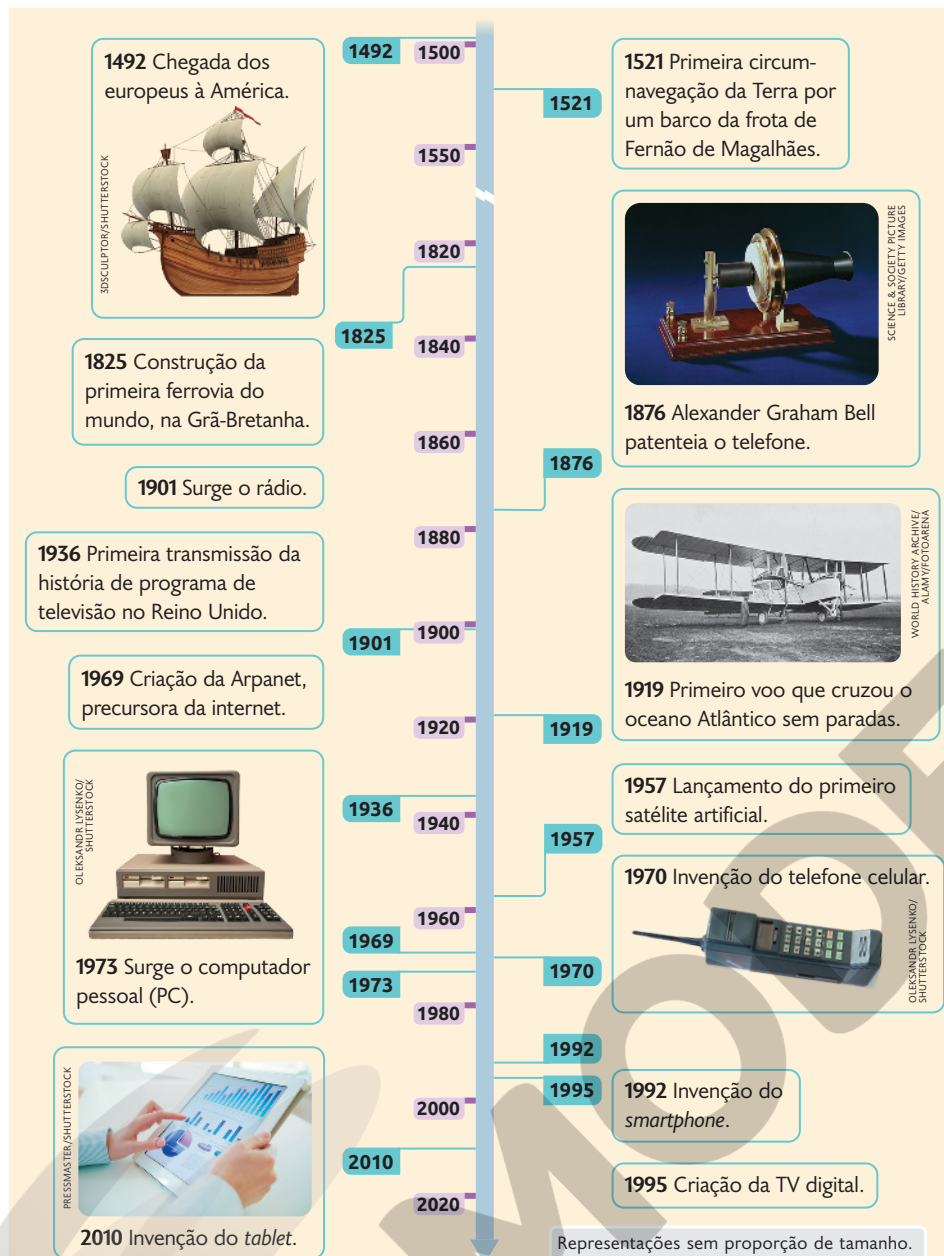 1492 Chegada dos
europeus à América.
3DSCULPTOR/SHUTTERSTOCK
1825 Construção da
primeira ferrovia do
mundo, na Grã-Bretanha.
1901 Surge o rádio.
1936 Primeira transmissão da
história de programa de
televisão no Reino Unido.
1969 Criação da Arpanet,
precursora da internet.
OLEKSANDR LYSENKO/
SHUTTERSTOCK
1973 Surge o computador
pessoal (PC).
PRESSMASTER/SHUTTERSTOCK
2010 Invenção do tablet.
1492
1500
1521
1550
1820
1825
1840
1860
1876
1880
1900
1901
1919
1920
1936
1940
1957
1960
1969
1970
1973
1980
1992
1995
2000
2010
2020
1521 Primeira circum-
navegação da Terra por
um barco da frota de
Fernão de Magalhães.
SCIENCE & SOCIETY PICTURE
LIBRARY/GETTY IMAGES
1876 Alexander Graham Bell
patenteia o telefone.
WORLD HISTORY ARCHIVE/
ALAMY/FOTOARENA
1919 Primeiro voo que cruzou o
oceano Atlântico sem paradas.
1957 Lançamento do primeiro
satélite artificial.
1970 Invenção do telefone celular.
OLEKSANDR LYSENKO/
SHUTTERSTOCK
1992 Invenção do
smartphone.
1995 Criação da TV digital.
Representações sem proporção de tamanho.